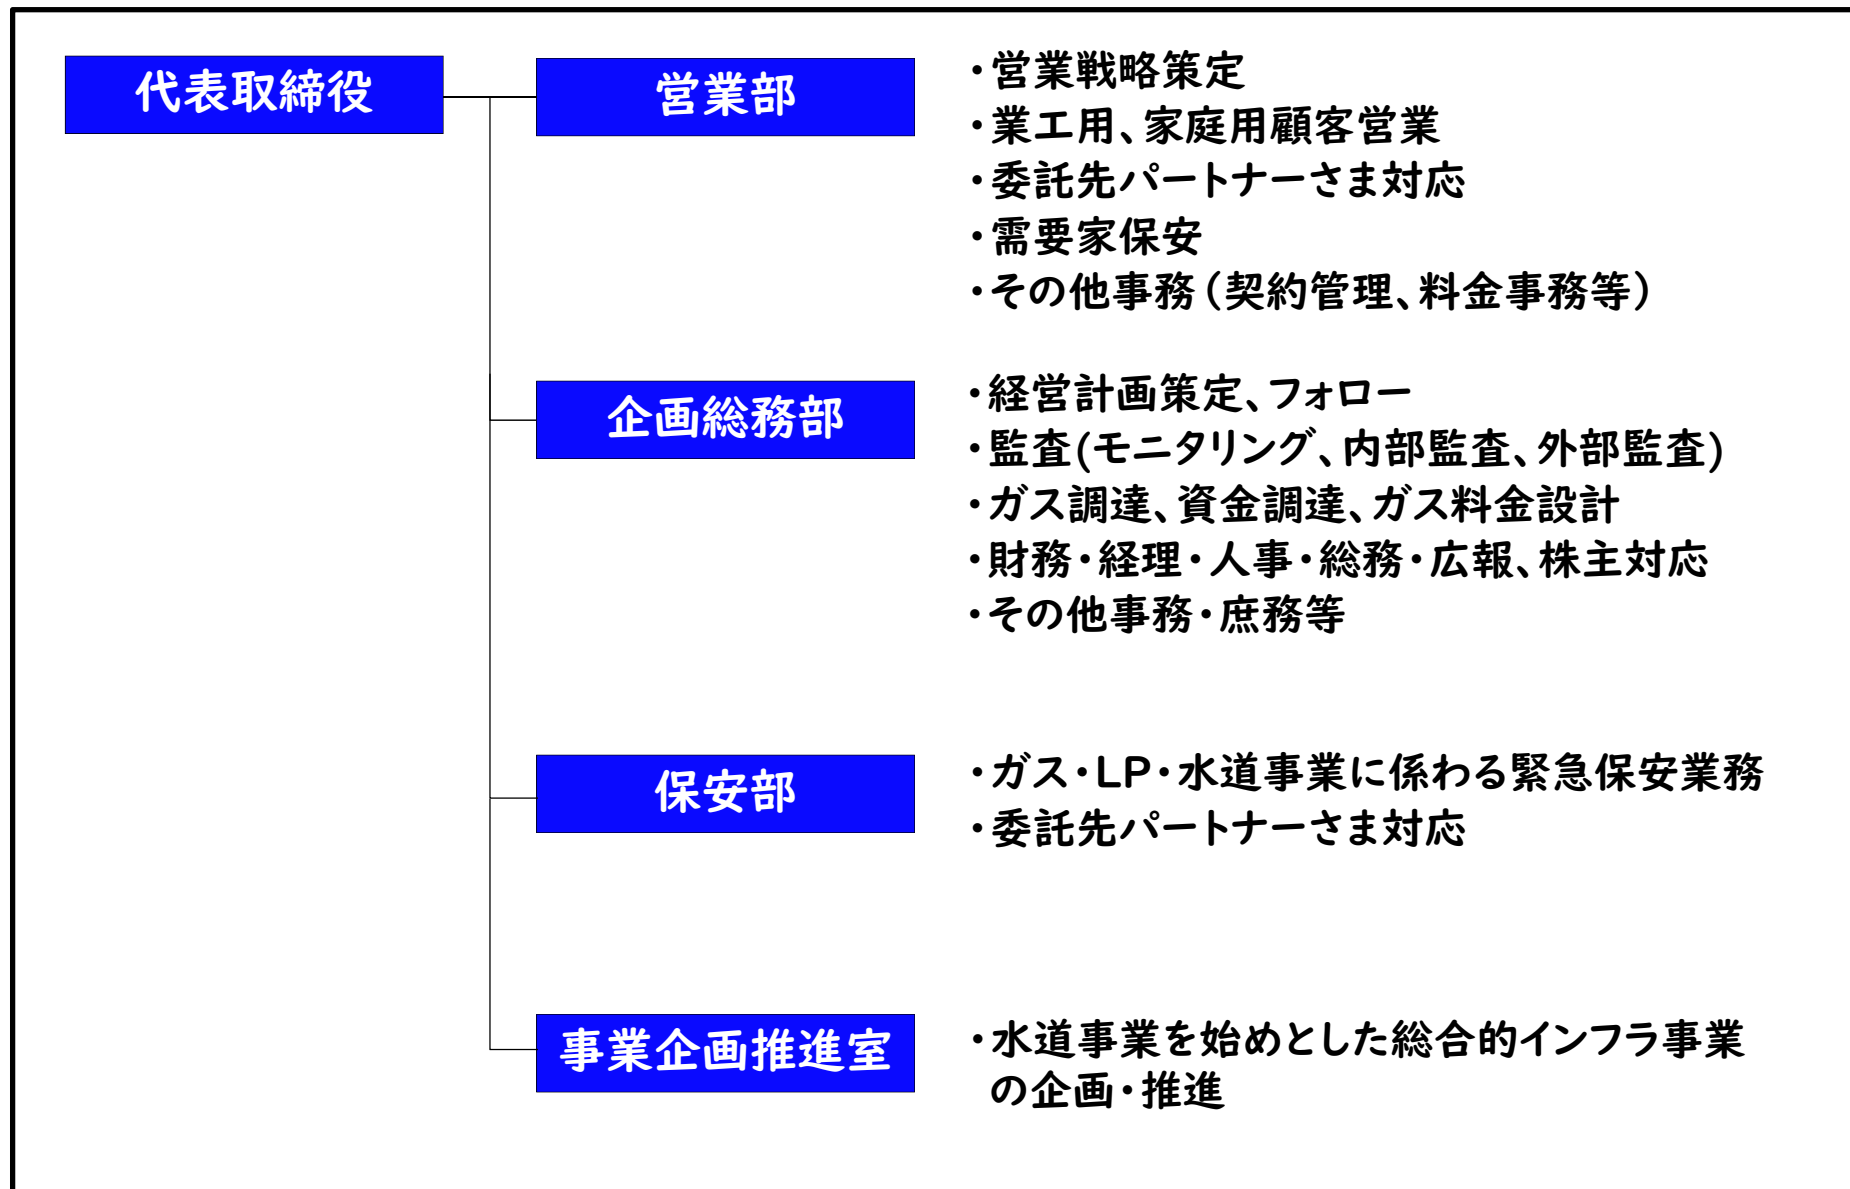 代表取締役
営業部
・営業戦略策定
・業工用、家庭用顧客営業
・委託先パートナーさま対応
・需要家保安
・その他事務（契約管理、料金事務等）
企画総務部
・経営計画策定、フォロー
・監査(モニタリング、内部監査、外部監査)
・ガス調達、資金調達、ガス料金設計
・財務・経理・人事・総務・広報、株主対応
・その他事務・庶務等
保安部
・ガス・LP・水道事業に係わる緊急保安業務
・委託先パートナーさま対応
事業企画推進室
・水道事業を始めとした総合的インフラ事業
の企画・推進